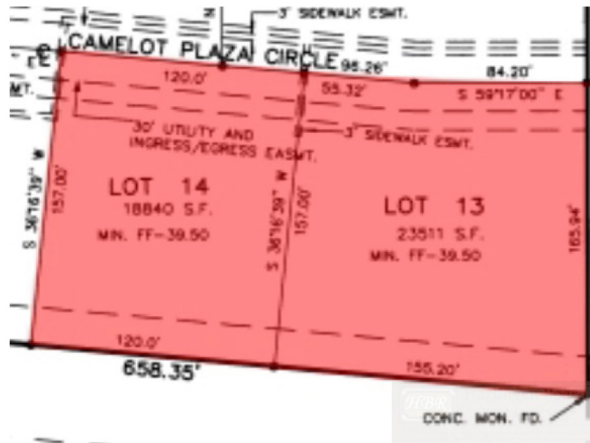 3' SIDEWALK ESMT.
CAMELOT PLAZA CIRCLE
96.26'
84.20'
120.0'
55.32'
S 59°17'00" E
30' UTILITY AND
INGRESS/EGRESS EASMT.
3' SIDEWALK ESMT.
S 36°16'39" W
157.00'
LOT 14
18840 S.F.
MIN. FF-39.50
S 36°16'39" W
157.00'
LOT 13
23511 S.F.
MIN. FF-39.50
165.94'
120.0'
155.20'
658.35'
CONC. MON. FD.